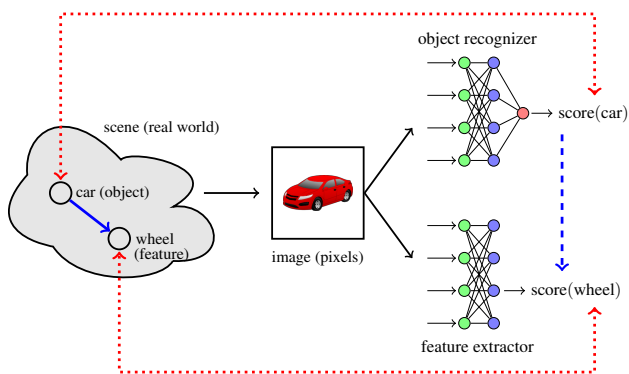 object recognizer
scene (real world)
score(car)
car (object)
wheel
(feature)
image (pixels)
score(wheel)
feature extractor